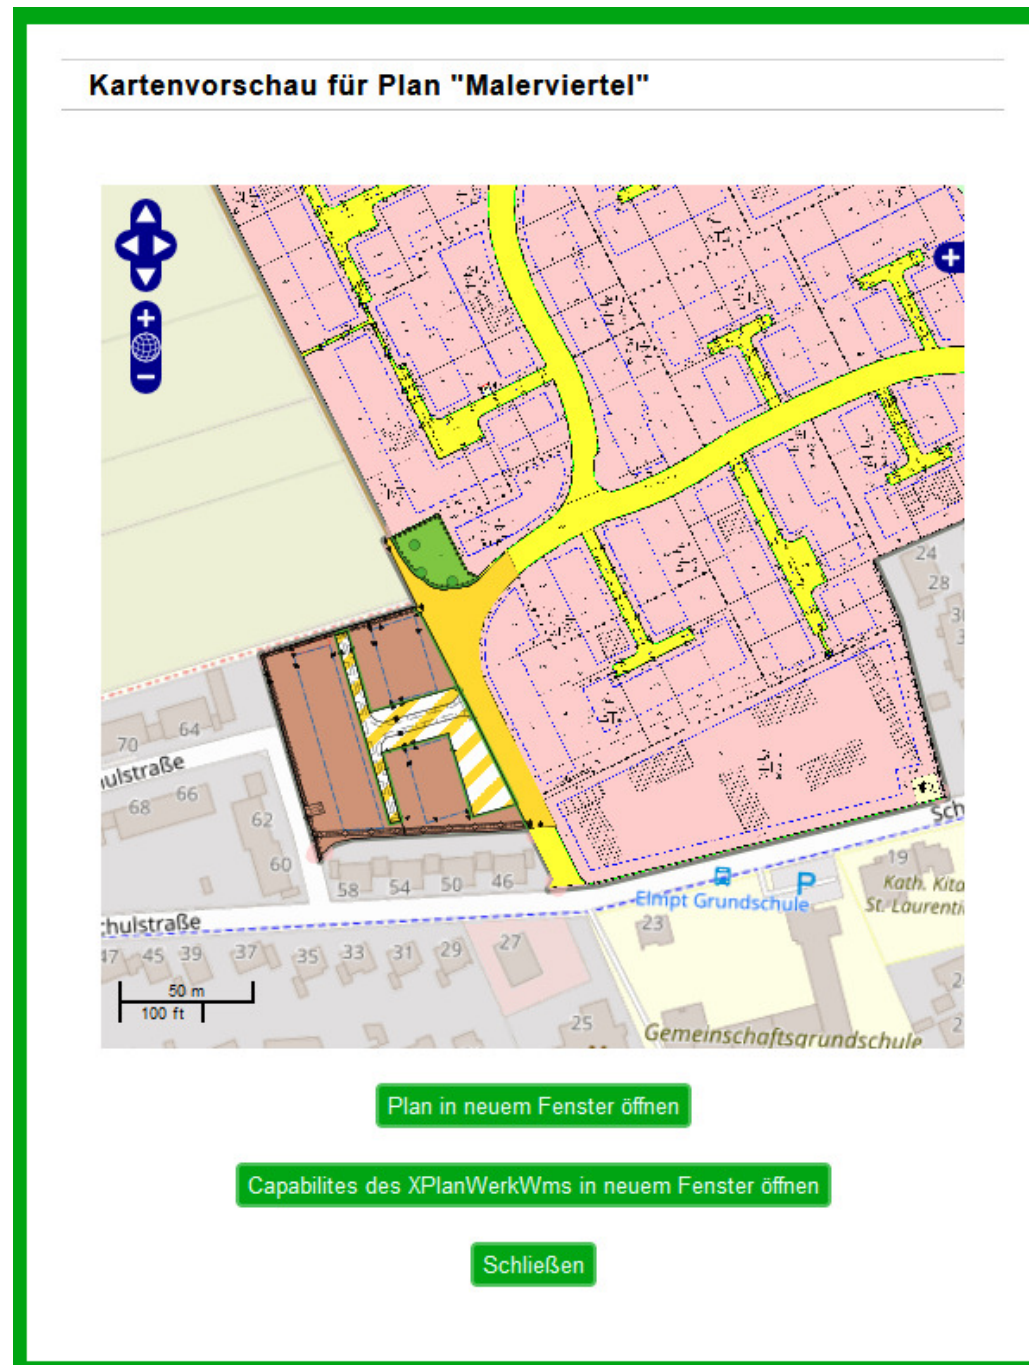 Kartenvorschau für Plan "Malerviertel"
24
28
70
64
ulstraße
68
66
62
60
58
54
50
46
Sch
19
Kath. Kita
St. Laurenti
P
Elmpt Grundschule
23
hulstraße
47
45
39
37
35
33
31
29
27
50 m
100 ft
25
Gemeinschaftsgrundschule
Plan in neuem Fenster öffnen
Capabilites des XPlanWerkWms in neuem Fenster öffnen
Schließen